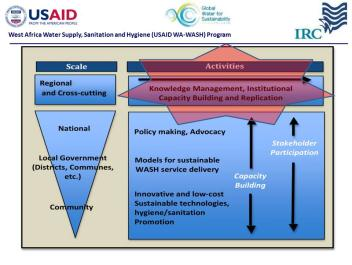 USAID
FROM THE AMERICAN PEOPLE
Global
Water for
Sustainability
IRC
West Africa Water Supply, Sanitation and Hygiene (USAID WA-WASH) Program
Scale
Activities
Regional
and Cross-cutting
Knowledge Management, Institutional
Capacity Building and Replication
National
Local Government
(Districts, Communes,
etc.)
Community
Policy making, Advocacy
Models for sustainable
WASH service delivery
Innovative and low-cost
Sustainable technologies,
hygiene/sanitation
Promotion
Capacity
Building
Stakeholder
Participation